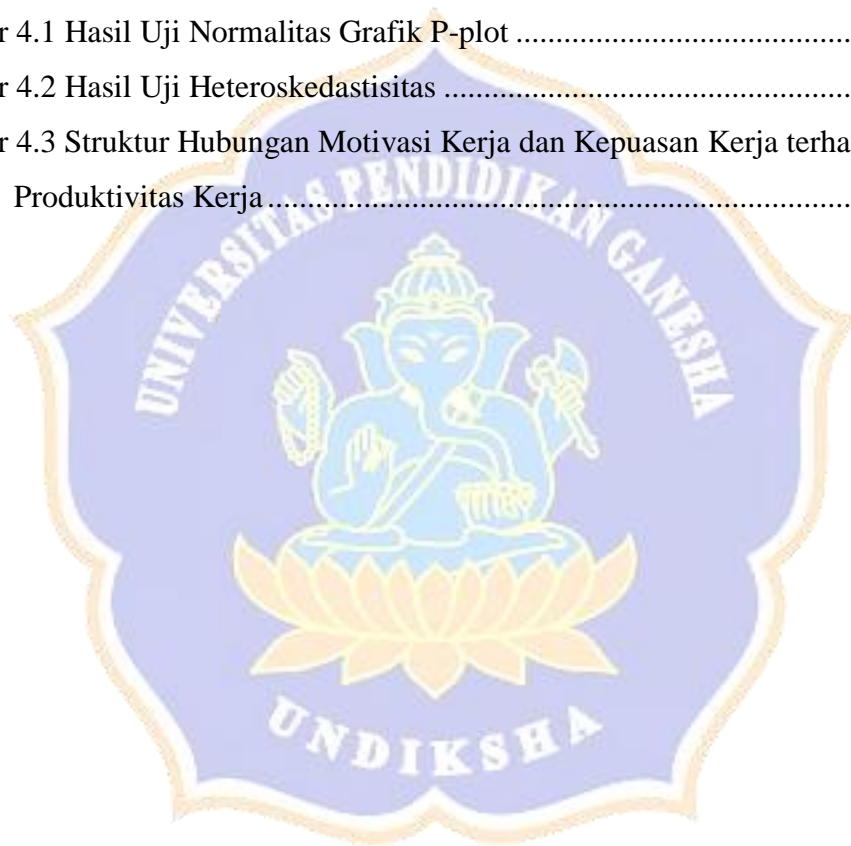 r 4.1 Hasil Uji Normalitas Grafik P-plot ..........................................
r 4.2 Hasil Uji Heteroskedastisitas ...................................................
r 4.3 Struktur Hubungan Motivasi Kerja dan Kepuasan Kerja terha
Produktivitas Kerja .........................................................................
UNIVERSITAS PENDIDIKAN GANESHA
UNDIKSHA